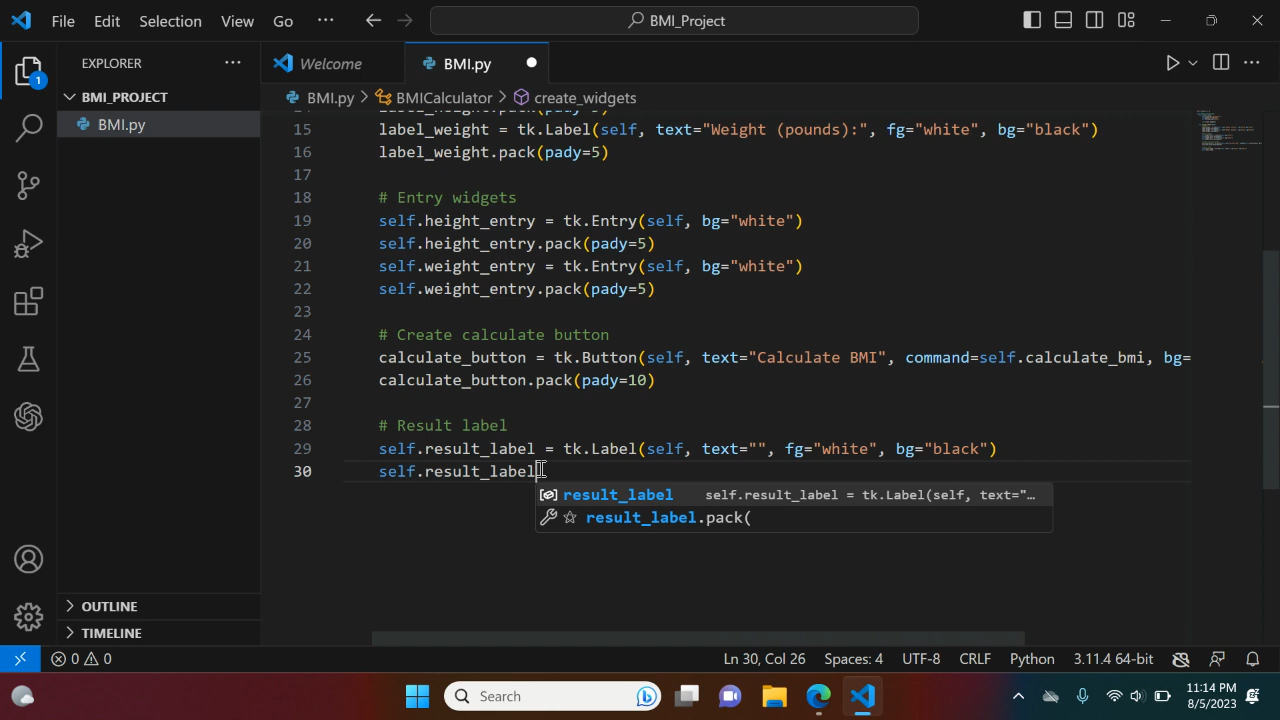 File Edit Selection View Go ··· BMI_Project
EXPLORER ··· Welcome BMI.py
1
BMI_PROJECT BMI.py > BMICalculator > create_widgets
BMI.py
15 label_weight = tk.Label(self, text="Weight (pounds):", fg="white", bg="black")
16 label_weight.pack(pady=5)
17
18 # Entry widgets
19 self.height_entry = tk.Entry(self, bg="white")
20 self.height_entry.pack(pady=5)
21 self.weight_entry = tk.Entry(self, bg="white")
22 self.weight_entry.pack(pady=5)
23
24 # Create calculate button
25 calculate_button = tk.Button(self, text="Calculate BMI", command=self.calculate_bmi, bg=
26 calculate_button.pack(pady=10)
27
28 # Result label
29 self.result_label = tk.Label(self, text="", fg="white", bg="black")
30 self.result_label
result_label self.result_label = tk.Label(self, text="…
result_label.pack(
OUTLINE
TIMELINE
0 0 Ln 30, Col 26 Spaces: 4 UTF-8 CRLF Python 3.11.4 64-bit
Search 11:14 PM
8/5/2023